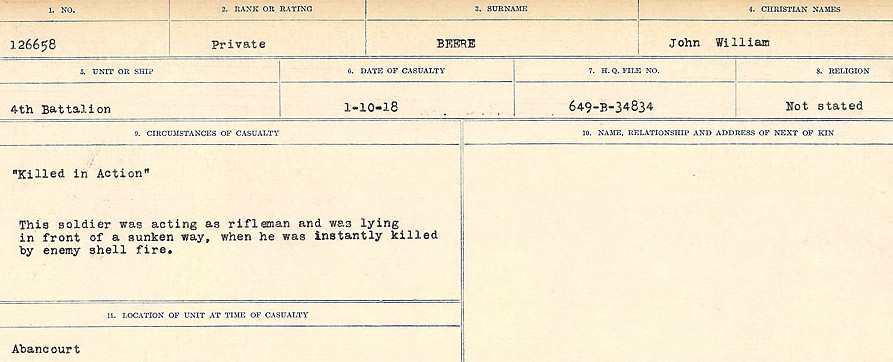 1. NO. 2. RANK OR RATING 3. SURNAME 4. CHRISTIAN NAMES
126658 Private BEERE John William
5. UNIT OR SHIP 6. DATE OF CASUALTY 7. H. Q. FILE NO. 8. RELIGION
4th Battalion 1-10-18 649-B-34834 Not stated
9. CIRCUMSTANCES OF CASUALTY 10. NAME, RELATIONSHIP AND ADDRESS OF NEXT OF KIN
"Killed in Action"
This soldier was acting as rifleman and was lying
in front of a sunken way, when he was instantly killed
by enemy shell fire.
11. LOCATION OF UNIT AT TIME OF CASUALTY
Abancourt